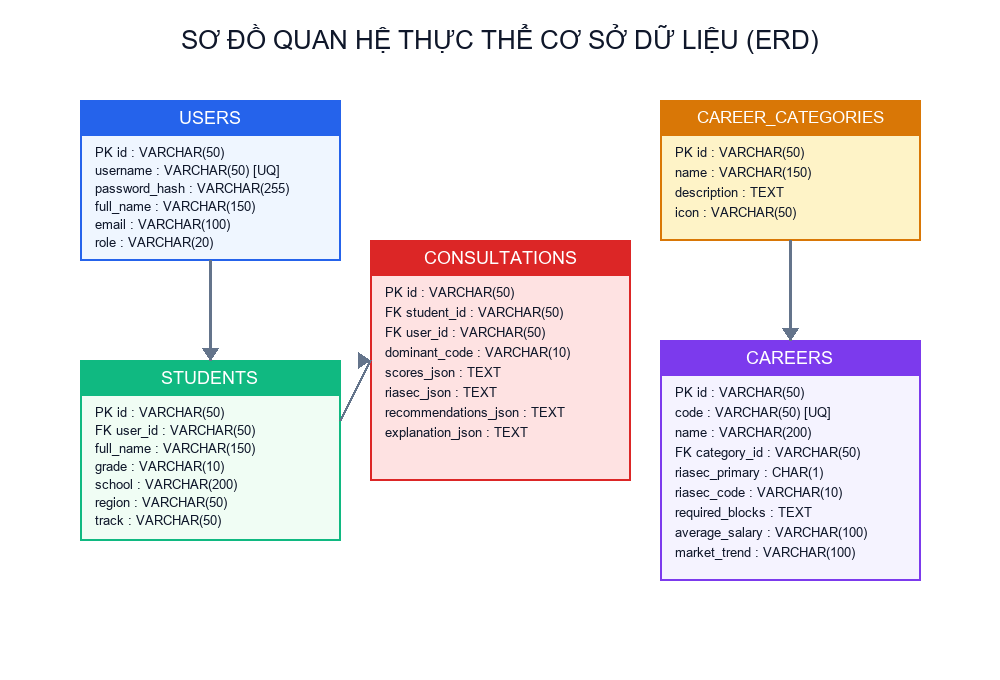 SƠ ĐỒ QUAN HỆ THỰC THỂ CƠ SỞ DỮ LIỆU (ERD)
USERS
PK id : VARCHAR(50)
username : VARCHAR(50) [UQ]
password_hash : VARCHAR(255)
full_name : VARCHAR(150)
email : VARCHAR(100)
role : VARCHAR(20)
CAREER_CATEGORIES
PK id : VARCHAR(50)
name : VARCHAR(150)
description : TEXT
icon : VARCHAR(50)
CONSULTATIONS
PK id : VARCHAR(50)
FK student_id : VARCHAR(50)
FK user_id : VARCHAR(50)
dominant_code : VARCHAR(10)
scores_json : TEXT
riasec_json : TEXT
recommendations_json : TEXT
explanation_json : TEXT
STUDENTS
PK id : VARCHAR(50)
FK user_id : VARCHAR(50)
full_name : VARCHAR(150)
grade : VARCHAR(10)
school : VARCHAR(200)
region : VARCHAR(50)
track : VARCHAR(50)
CAREERS
PK id : VARCHAR(50)
code : VARCHAR(50) [UQ]
name : VARCHAR(200)
FK category_id : VARCHAR(50)
riasec_primary : CHAR(1)
riasec_code : VARCHAR(10)
required_blocks : TEXT
average_salary : VARCHAR(100)
market_trend : VARCHAR(100)